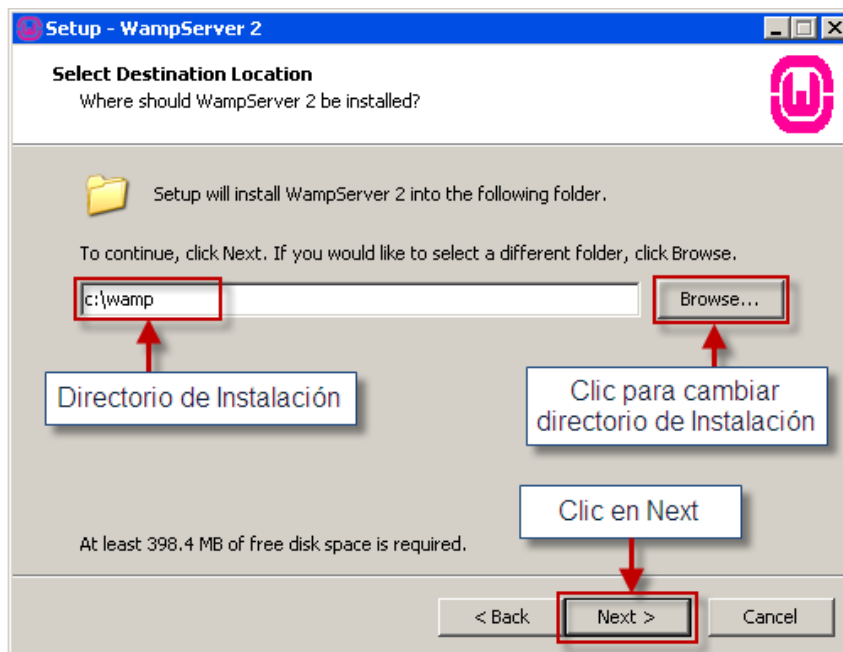 Setup - WampServer 2
Select Destination Location
Where should WampServer 2 be installed?
Setup will install WampServer 2 into the following folder.
To continue, click Next. If you would like to select a different folder, click Browse.
c:\wamp
Browse...
Directorio de Instalación
Clic para cambiar
directorio de Instalación
Clic en Next
At least 398.4 MB of free disk space is required.
< Back
Next >
Cancel